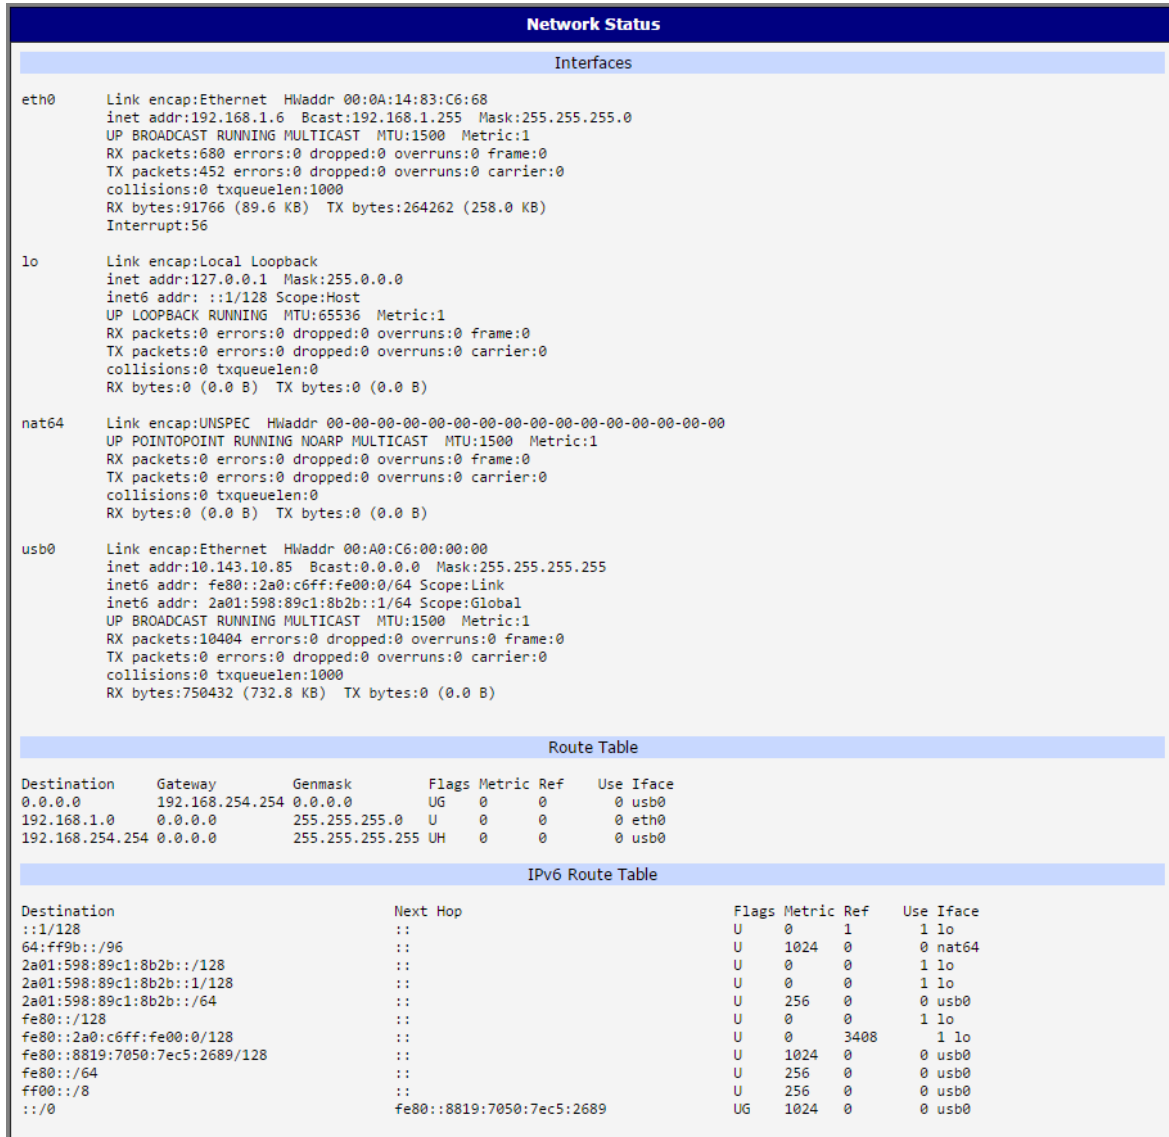 Network Status
Interfaces
eth0 Link encap:Ethernet HWaddr 00:0A:14:83:C6:68
inet addr:192.168.1.6 Bcast:192.168.1.255 Mask:255.255.255.0
UP BROADCAST RUNNING MULTICAST MTU:1500 Metric:1
RX packets:680 errors:0 dropped:0 overruns:0 frame:0
TX packets:452 errors:0 dropped:0 overruns:0 carrier:0
collisions:0 txqueuelen:1000
RX bytes:91766 (89.6 KB) TX bytes:264262 (258.0 KB)
Interrupt:56
lo Link encap:Local Loopback
inet addr:127.0.0.1 Mask:255.0.0.0
inet6 addr: ::1/128 Scope:Host
UP LOOPBACK RUNNING MTU:65536 Metric:1
RX packets:0 errors:0 dropped:0 overruns:0 frame:0
TX packets:0 errors:0 dropped:0 overruns:0 carrier:0
collisions:0 txqueuelen:0
RX bytes:0 (0.0 B) TX bytes:0 (0.0 B)
nat64 Link encap:UNSPEC HWaddr 00-00-00-00-00-00-00-00-00-00-00-00-00-00-00-00
UP POINTOPOINT RUNNING NOARP MULTICAST MTU:1500 Metric:1
RX packets:0 errors:0 dropped:0 overruns:0 frame:0
TX packets:0 errors:0 dropped:0 overruns:0 carrier:0
collisions:0 txqueuelen:0
RX bytes:0 (0.0 B) TX bytes:0 (0.0 B)
usb0 Link encap:Ethernet HWaddr 00:A0:C6:00:00:00
inet addr:10.143.10.85 Bcast:0.0.0.0 Mask:255.255.255.255
inet6 addr: fe80::2a0:c6ff:fe00:0/64 Scope:Link
inet6 addr: 2a01:598:89c1:8b2b::1/64 Scope:Global
UP BROADCAST RUNNING MULTICAST MTU:1500 Metric:1
RX packets:10404 errors:0 dropped:0 overruns:0 frame:0
TX packets:0 errors:0 dropped:0 overruns:0 carrier:0
collisions:0 txqueuelen:1000
RX bytes:750432 (732.8 KB) TX bytes:0 (0.0 B)
Route Table
Destination Gateway Genmask Flags Metric Ref Use Iface
0.0.0.0 192.168.254.254 0.0.0.0 UG 0 0 0 usb0
192.168.1.0 0.0.0.0 255.255.255.0 U 0 0 0 eth0
192.168.254.254 0.0.0.0 255.255.255.255 UH 0 0 0 usb0
IPv6 Route Table
Destination Next Hop Flags Metric Ref Use Iface
::1/128 :: U 0 1 1 lo
64:ff9b::/96 :: U 1024 0 0 nat64
2a01:598:89c1:8b2b::/128 :: U 0 0 1 lo
2a01:598:89c1:8b2b::1/128 :: U 0 0 1 lo
2a01:598:89c1:8b2b::/64 :: U 256 0 0 usb0
fe80::/128 :: U 0 0 1 lo
fe80::2a0:c6ff:fe00:0/128 :: U 0 3408 1 lo
fe80::8819:7050:7ec5:2689/128 :: U 1024 0 0 usb0
fe80::/64 :: U 256 0 0 usb0
ff00::/8 :: U 256 0 0 usb0
::/0 fe80::8819:7050:7ec5:2689 UG 1024 0 0 usb0